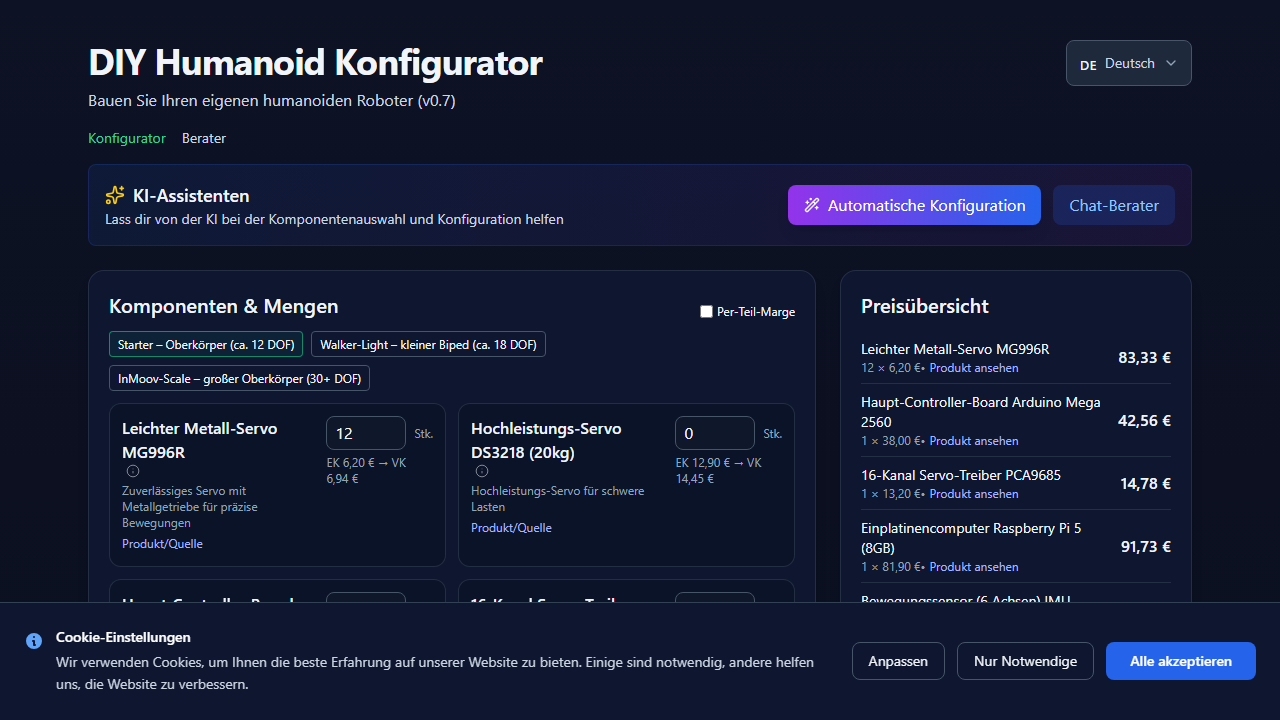 DIY Humanoid Konfigurator
Bauen Sie Ihren eigenen humanoiden Roboter (v0.7)
DE Deutsch
Konfigurator Berater
KI-Assistenten
Lass dir von der KI bei der Komponentenauswahl und Konfiguration helfen
Automatische Konfiguration
Chat-Berater
Komponenten & Mengen
Per-Teil-Marge
Starter – Oberkörper (ca. 12 DOF)
Walker-Light – kleiner Biped (ca. 18 DOF)
InMoov-Scale – großer Oberkörper (30+ DOF)
Leichter Metall-Servo
MG996R
Zuverlässiges Servo mit
Metallgetriebe für präzise
Bewegungen
Produkt/Quelle
12 Stk.
EK 6,20 € → VK
6,94 €
Hochleistungs-Servo
DS3218 (20kg)
Hochleistungs-Servo für schwere
Lasten
Produkt/Quelle
0 Stk.
EK 12,90 € → VK
14,45 €
Preisübersicht
Leichter Metall-Servo MG996R
12 × 6,20 €• Produkt ansehen
83,33 €
Haupt-Controller-Board Arduino Mega
2560
1 × 38,00 €• Produkt ansehen
42,56 €
16-Kanal Servo-Treiber PCA9685
1 × 13,20 €• Produkt ansehen
14,78 €
Einplatinencomputer Raspberry Pi 5
(8GB)
1 × 81,90 €• Produkt ansehen
91,73 €
Bewegungssensor (6 Achsen) IMU
Cookie-Einstellungen
Wir verwenden Cookies, um Ihnen die beste Erfahrung auf unserer Website zu bieten. Einige sind notwendig, andere helfen
uns, die Website zu verbessern.
Anpassen
Nur Notwendige
Alle akzeptieren